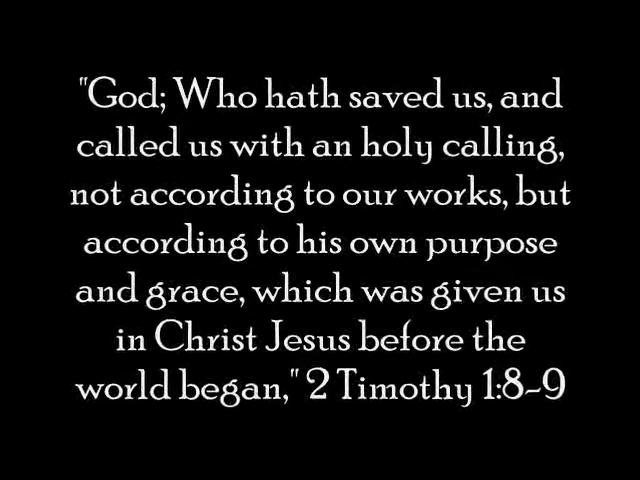 "God; Who hath saved us, and
called us with an holy calling,
not according to our works, but
according to his own purpose
and grace, which was given us
in Christ Jesus before the
world began," 2 Timothy 1:8-9